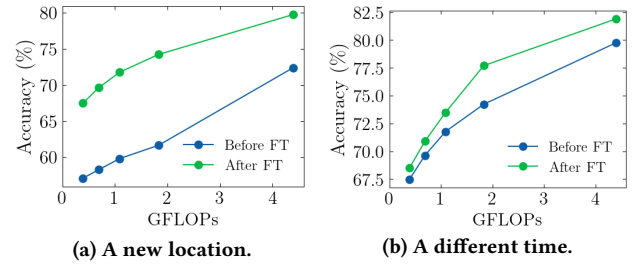 80
75
70
65
60
Accuracy (%)
Before FT
After FT
0
1
2
3
4
GFLOPs
(a) A new location.
82.5
80.0
77.5
75.0
72.5
70.0
67.5
Accuracy (%)
Before FT
After FT
0
1
2
3
4
GFLOPs
(b) A different time.